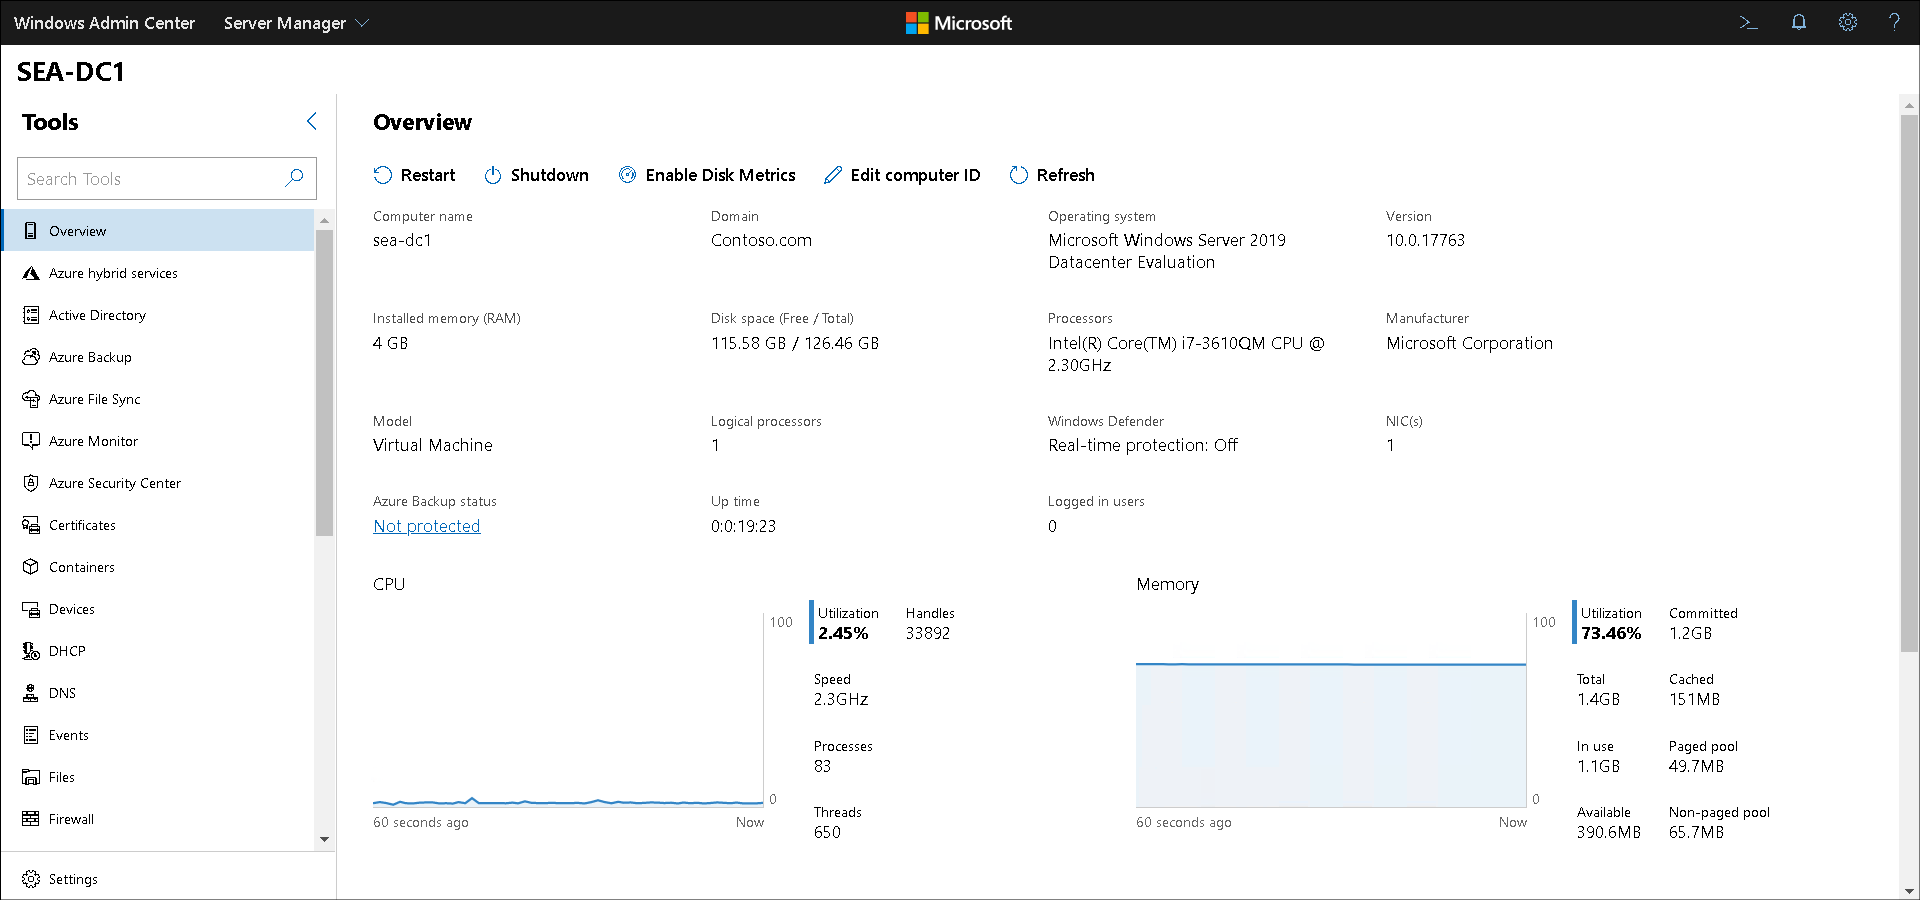 Windows Admin Center
Server Manager
Microsoft
SEA-DC1
Tools
Search Tools
Overview
Azure hybrid services
Active Directory
Azure Backup
Azure File Sync
Azure Monitor
Azure Security Center
Certificates
Containers
Devices
DHCP
DNS
Events
Files
Firewall
Settings
Overview
Restart
Shutdown
Enable Disk Metrics
Edit computer ID
Refresh
Computer name
sea-dc1
Domain
Contoso.com
Operating system
Microsoft Windows Server 2019
Datacenter Evaluation
Version
10.0.17763
Installed memory (RAM)
4 GB
Disk space (Free / Total)
115.58 GB / 126.46 GB
Processors
Intel(R) Core(TM) i7-3610QM CPU @
2.30GHz
Manufacturer
Microsoft Corporation
Model
Virtual Machine
Logical processors
1
Windows Defender
Real-time protection: Off
NIC(s)
1
Azure Backup status
Not protected
Up time
0:0:19:23
Logged in users
0
CPU
100
0
60 seconds ago
Now
Utilization
2.45%
Handles
33892
Speed
2.3GHz
Processes
83
Threads
650
Memory
100
0
60 seconds ago
Now
Utilization
73.46%
Committed
1.2GB
Total
1.4GB
Cached
151MB
In use
1.1GB
Paged pool
49.7MB
Available
390.6MB
Non-paged pool
65.7MB